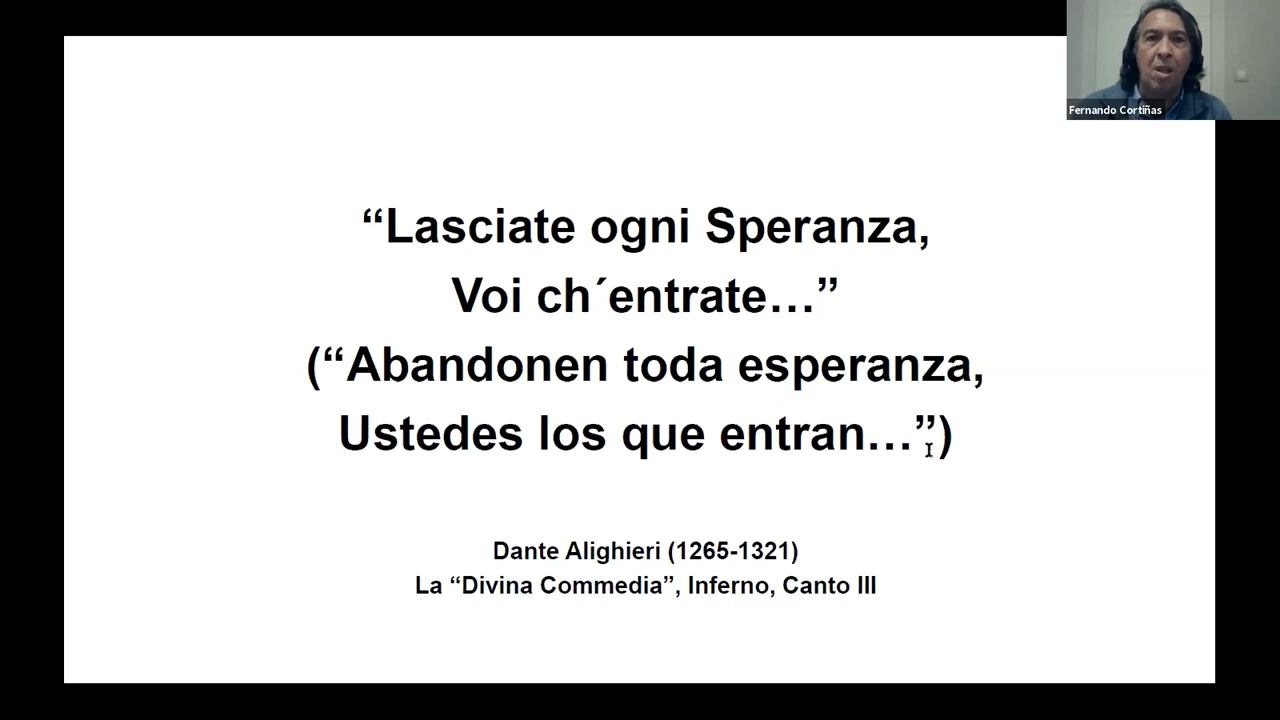 Fernando Cortiñas
“Lasciate ogni Speranza,
Voi ch´entrate…”
(“Abandonen toda esperanza,
Ustedes los que entran…”)
Dante Alighieri (1265-1321)
La “Divina Commedia”, Inferno, Canto III